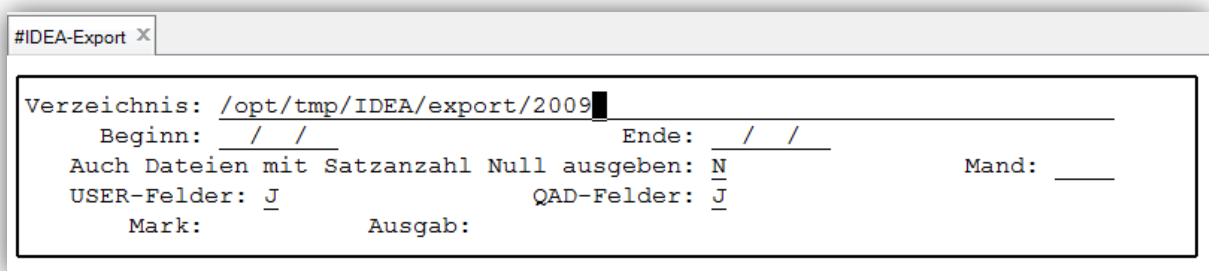 #IDEA-Export X
Verzeichnis: /opt/tmp/IDEA/export/2009
Beginn: / / Ende: / /
Auch Dateien mit Satzanzahl Null ausgeben: N Mand:
USER-Felder: J QAD-Felder: J
Mark: Ausgab: